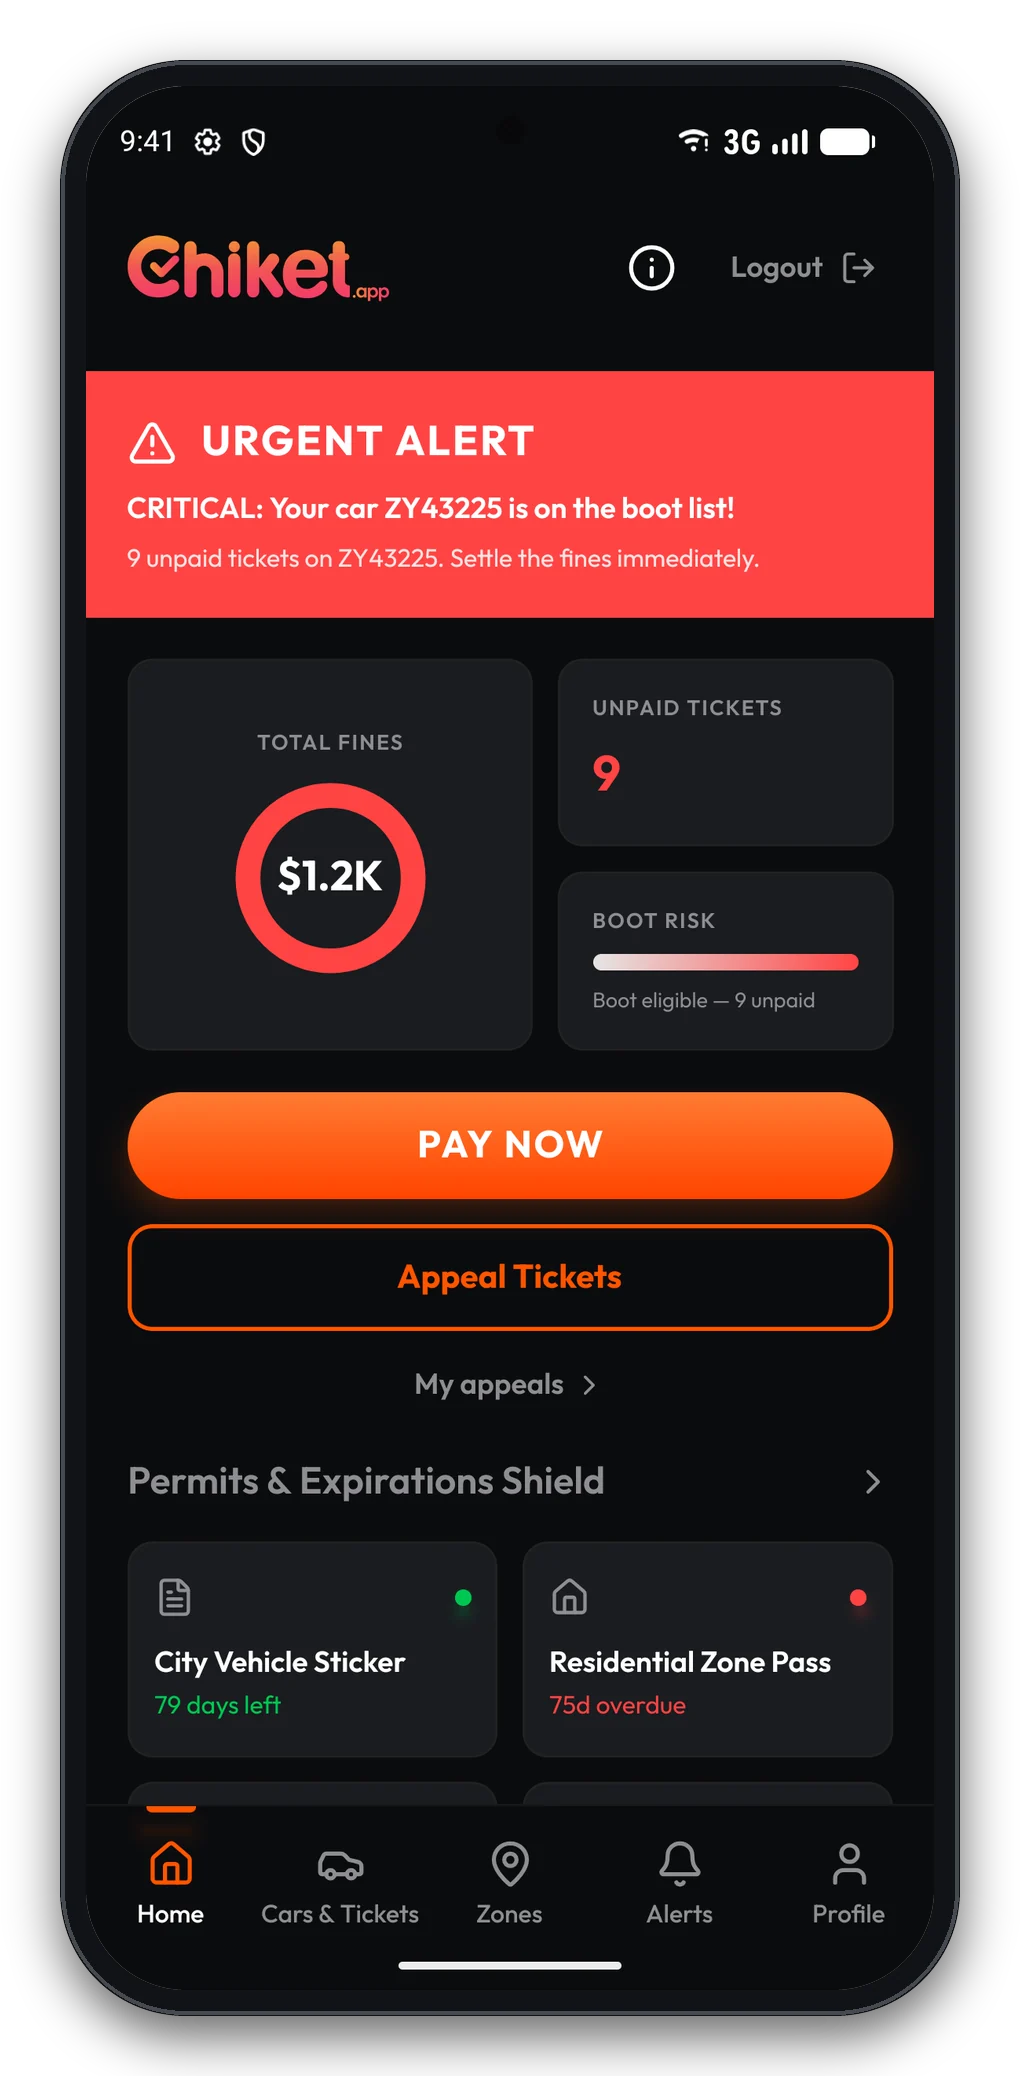 9:41
3G
Chiket.app
Logout
URGENT ALERT
CRITICAL: Your car ZY43225 is on the boot list!
9 unpaid tickets on ZY43225. Settle the fines immediately.
TOTAL FINES
$1.2K
UNPAID TICKETS
9
BOOT RISK
Boot eligible — 9 unpaid
PAY NOW
Appeal Tickets
My appeals
Permits & Expirations Shield
City Vehicle Sticker
79 days left
Residential Zone Pass
75d overdue
Home
Cars & Tickets
Zones
Alerts
Profile